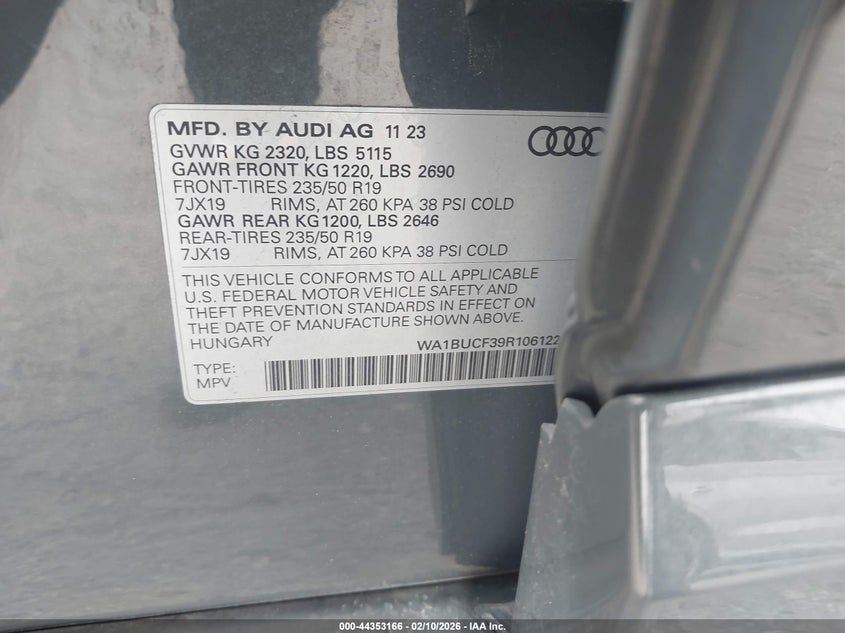 MFD. BY AUDI AG 11 23
GVWR KG 2320, LBS 5115
GAWR FRONT KG 1220, LBS 2690
FRONT-TIRES 235/50 R19
7JX19 RIMS, AT 260 KPA 38 PSI COLD
GAWR REAR KG 1200, LBS 2646
REAR-TIRES 235/50 R19
7JX19 RIMS, AT 260 KPA 38 PSI COLD
THIS VEHICLE CONFORMS TO ALL APPLICABLE
U.S. FEDERAL MOTOR VEHICLE SAFETY AND
THEFT PREVENTION STANDARDS IN EFFECT ON
THE DATE OF MANUFACTURE SHOWN ABOVE.
HUNGARY WA1BUCF39R106122
TYPE:
MPV
000-44353166 - 02/10/2026 - IAA Inc.